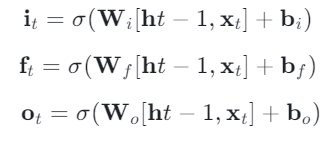 i_t = σ(W_i[ht − 1, x_t] + b_i)
f_t = σ(W_f[ht − 1, x_t] + b_f)
o_t = σ(W_o[ht − 1, x_t] + b_o)